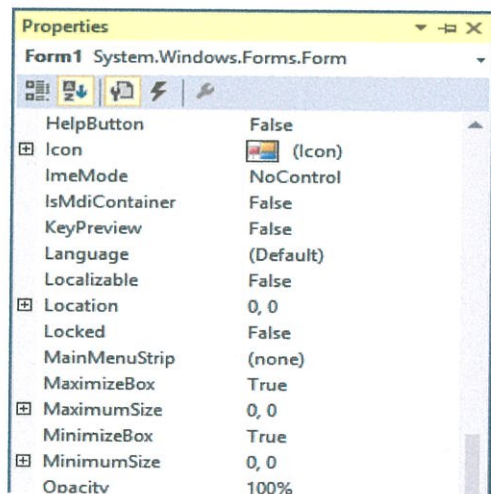 Properties
Form1 System.Windows.Forms.Form
HelpButton False
Icon (Icon)
ImeMode NoControl
IsMdiContainer False
KeyPreview False
Language (Default)
Localizable False
Location 0, 0
Locked False
MainMenuStrip (none)
MaximizeBox True
MaximumSize 0, 0
MinimizeBox True
MinimumSize 0, 0
Opacity 100%